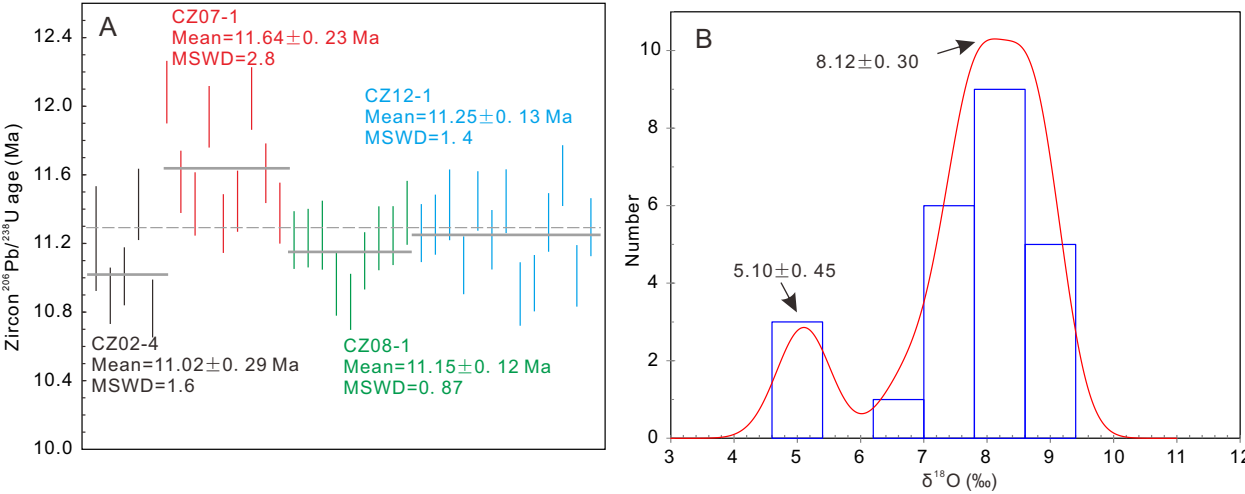 A
CZ07-1
Mean=11.64±0. 23 Ma
MSWD=2.8
CZ12-1
Mean=11.25±0. 13 Ma
MSWD=1. 4
CZ02-4
Mean=11.02±0. 29 Ma
MSWD=1.6
CZ08-1
Mean=11.15±0. 12 Ma
MSWD=0. 87
Zircon ²⁰⁶Pb/²³⁸U age (Ma)
12.4
12.0
11.6
11.2
10.8
10.4
10.0
B
8.12±0. 30
5.10±0. 45
Number
10
8
6
4
2
0
3 4 5 6 7 8 9 10 11 12
δ¹⁸O (‰)